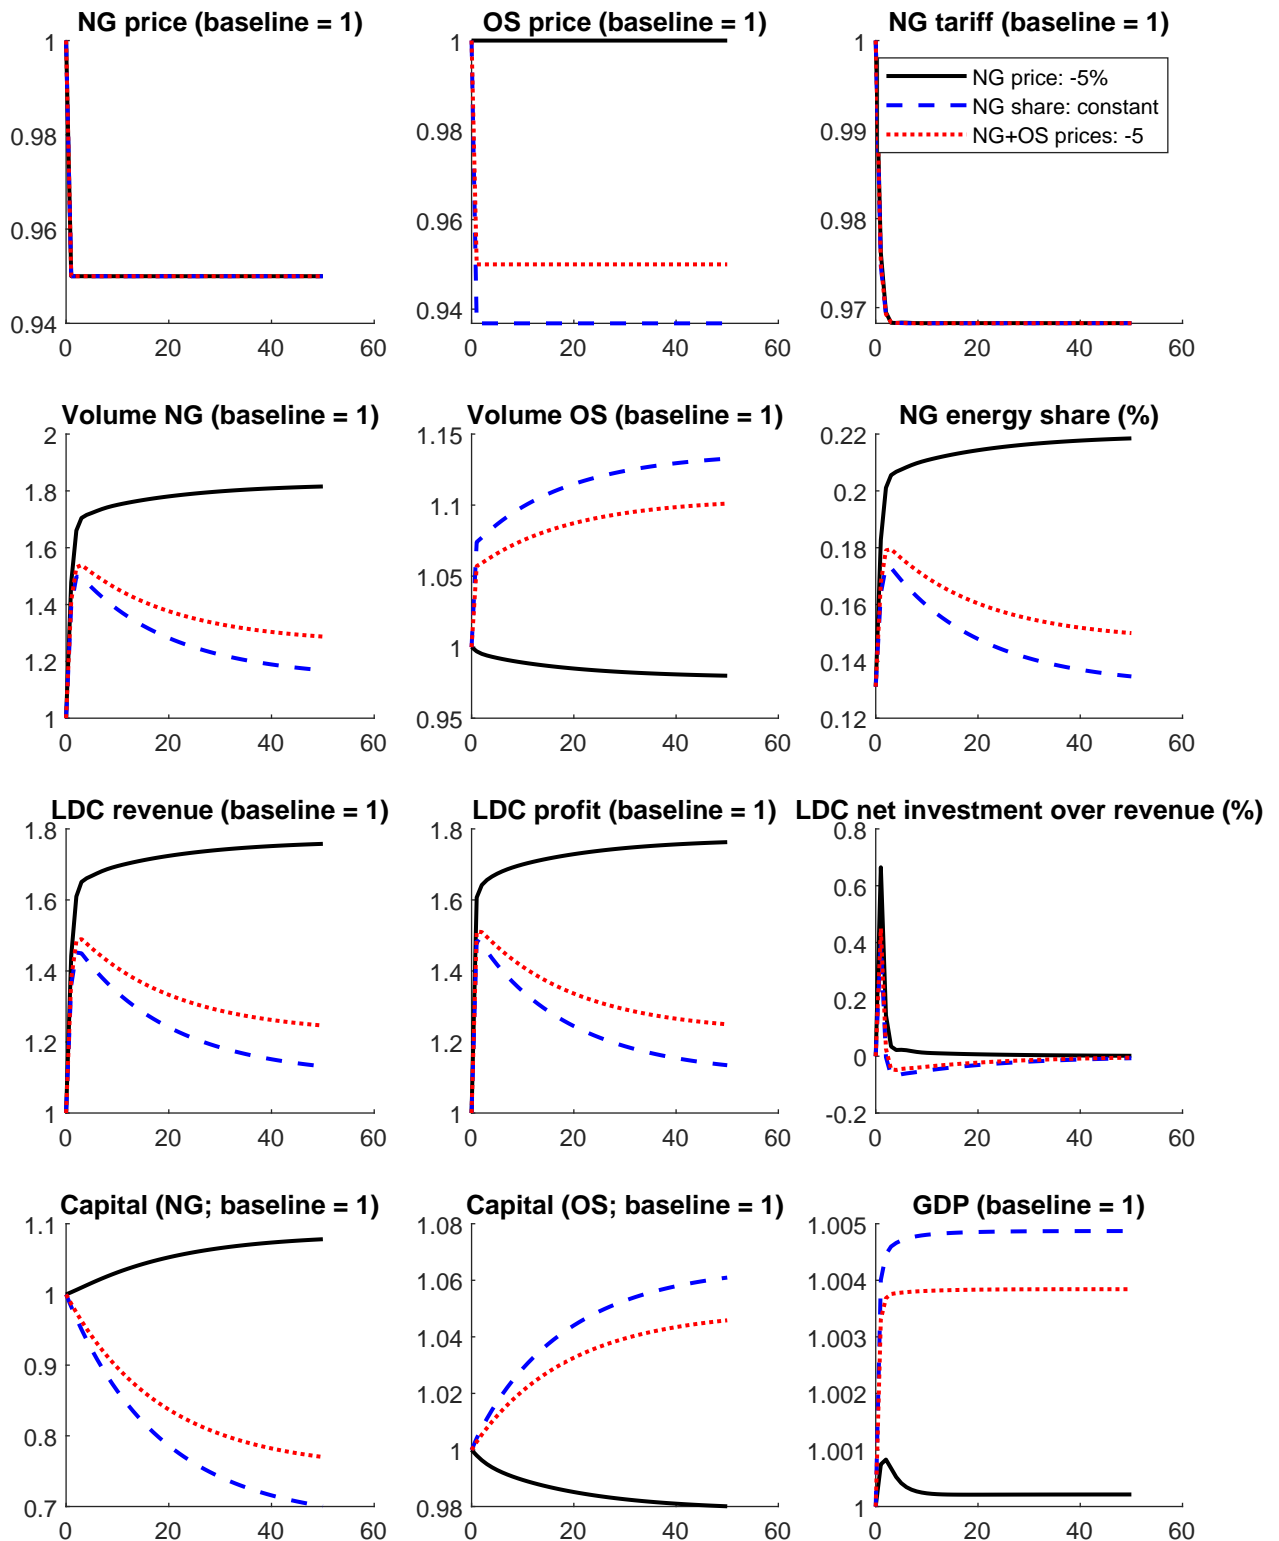 NG price (baseline = 1)
1
0.98
0.96
0.94
0 20 40 60
OS price (baseline = 1)
1
0.98
0.96
0.94
0 20 40 60
NG tariff (baseline = 1)
1
0.99
0.98
0.97
0 20 40 60
NG price: -5%
NG share: constant
NG+OS prices: -5
Volume NG (baseline = 1)
2
1.8
1.6
1.4
1.2
1
0 20 40 60
Volume OS (baseline = 1)
1.15
1.1
1.05
1
0.95
0 20 40 60
NG energy share (%)
0.22
0.2
0.18
0.16
0.14
0.12
0 20 40 60
LDC revenue (baseline = 1)
1.8
1.6
1.4
1.2
1
0 20 40 60
LDC profit (baseline = 1)
1.8
1.6
1.4
1.2
1
0 20 40 60
LDC net investment over revenue (%)
0.8
0.6
0.4
0.2
0
-0.2
0 20 40 60
Capital (NG; baseline = 1)
1.1
1
0.9
0.8
0.7
0 20 40 60
Capital (OS; baseline = 1)
1.08
1.06
1.04
1.02
1
0.98
0 20 40 60
GDP (baseline = 1)
1.005
1.004
1.003
1.002
1.001
1
0 20 40 60